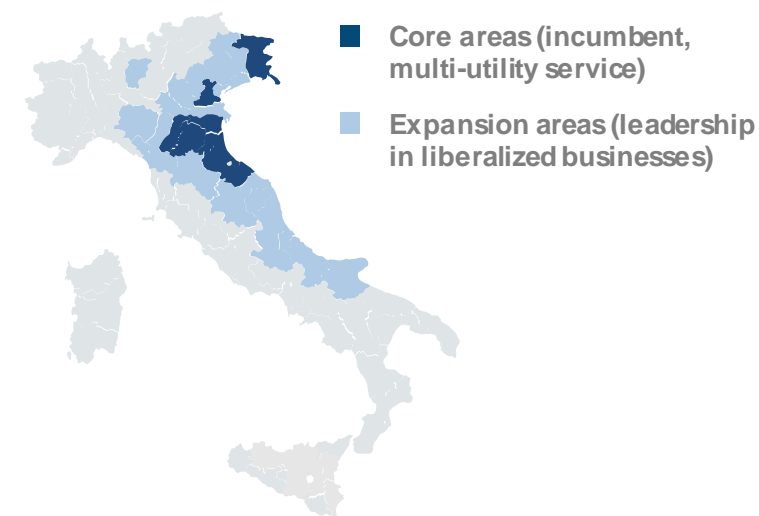 Core areas (incumbent,
multi-utility service)
Expansion areas (leadership
in liberalized businesses)